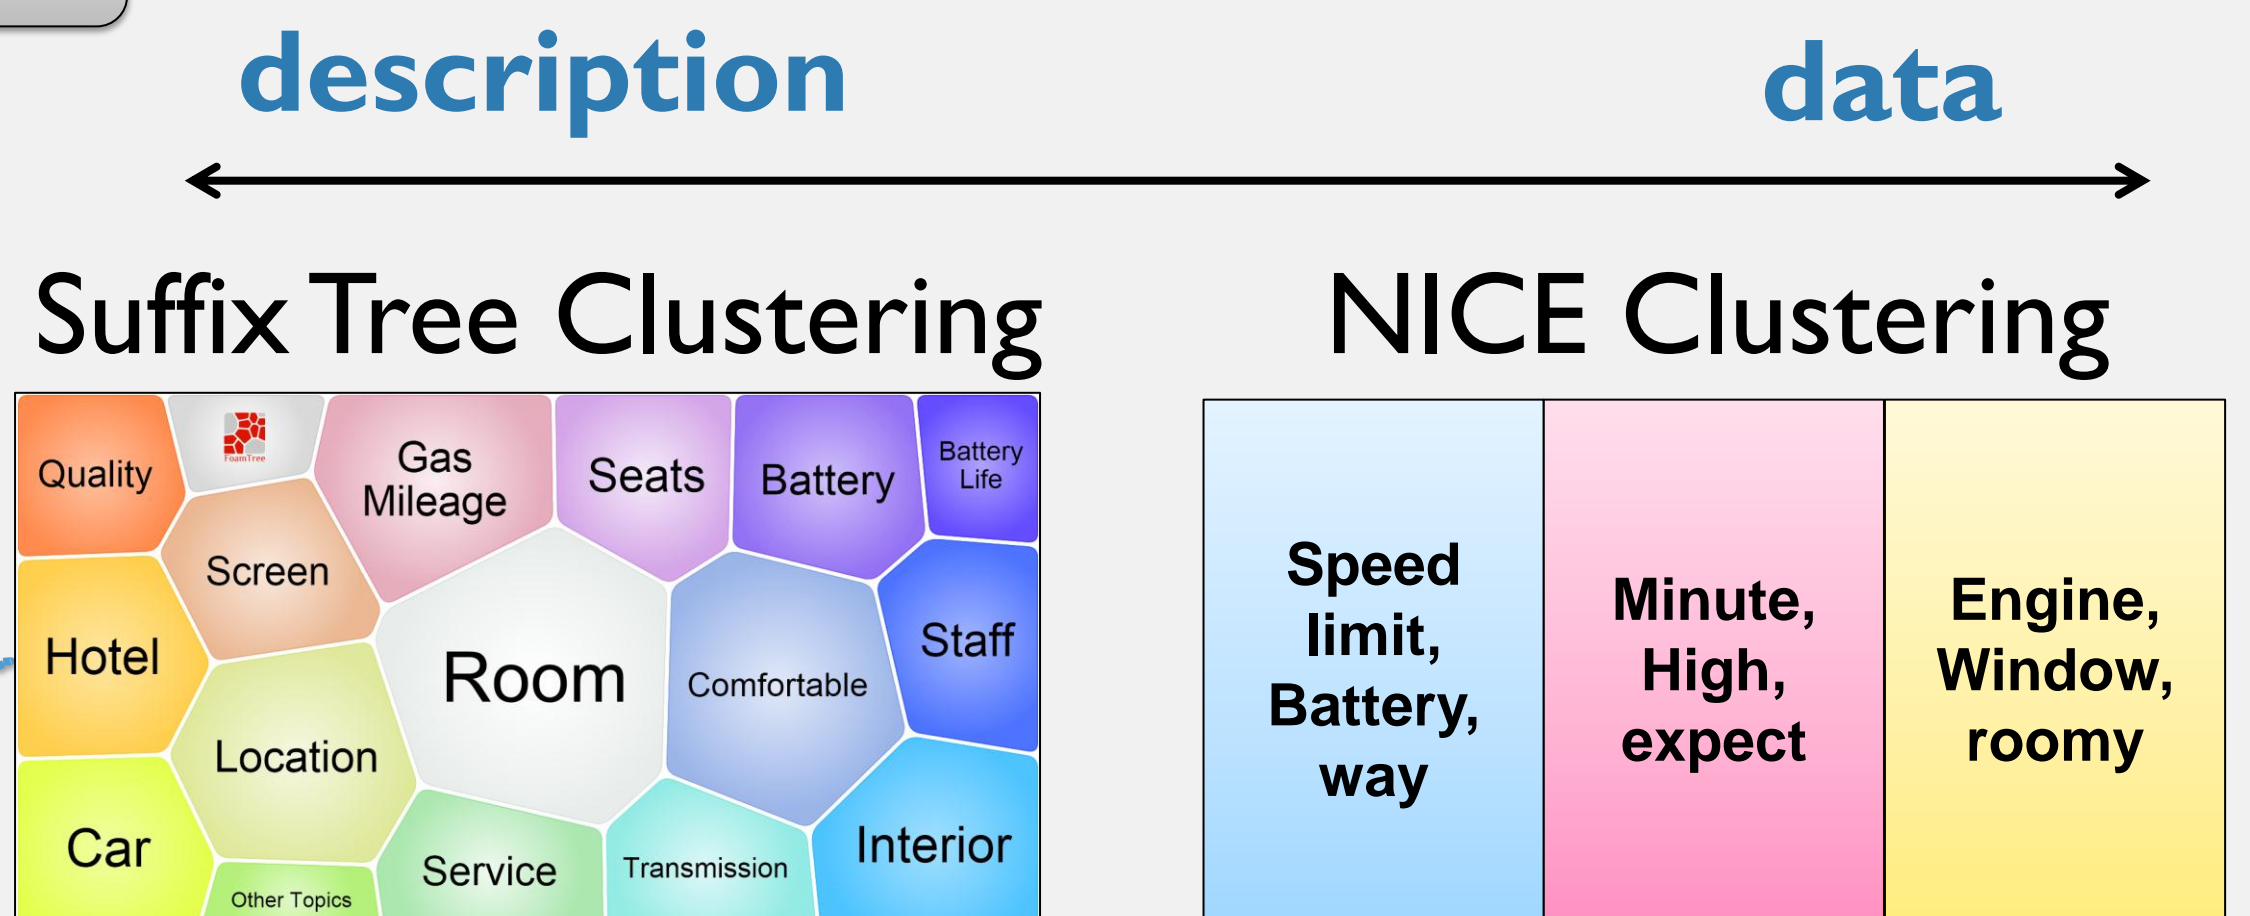 description
data
Suffix Tree Clustering
NICE Clustering
Quality
FoamTree
Gas
Mileage
Seats
Battery
Battery
Life
Screen
Hotel
Room
Comfortable
Staff
Location
Car
Service
Transmission
Interior
Other Topics
Speed
limit,
Battery,
way
Minute,
High,
expect
Engine,
Window,
roomy